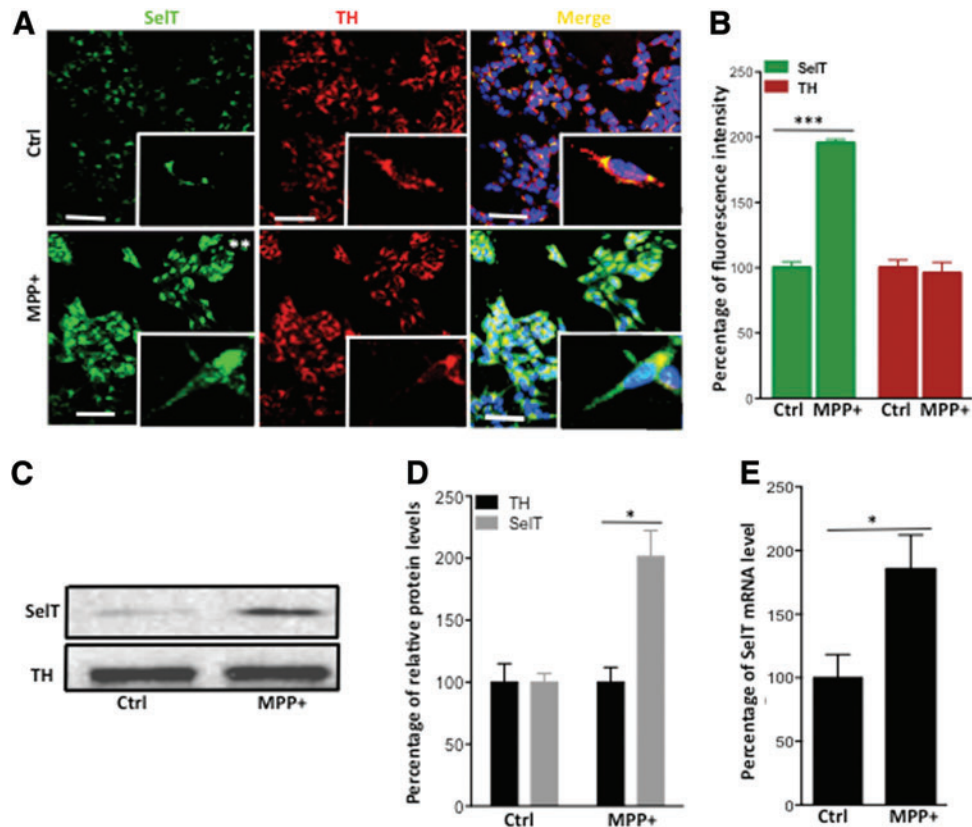 A
SelT
TH
Merge
Ctrl
MPP+
**
B
Percentage of fluorescence intensity
250
200
150
100
50
0
SelT
TH
***
Ctrl MPP+ Ctrl MPP+
C
SelT
TH
Ctrl MPP+
D
Percentage of relative protein levels
250
200
150
100
50
0
TH
SelT
*
Ctrl MPP+
E
Percentage of SelT mRNA level
250
200
150
100
50
0
*
Ctrl MPP+